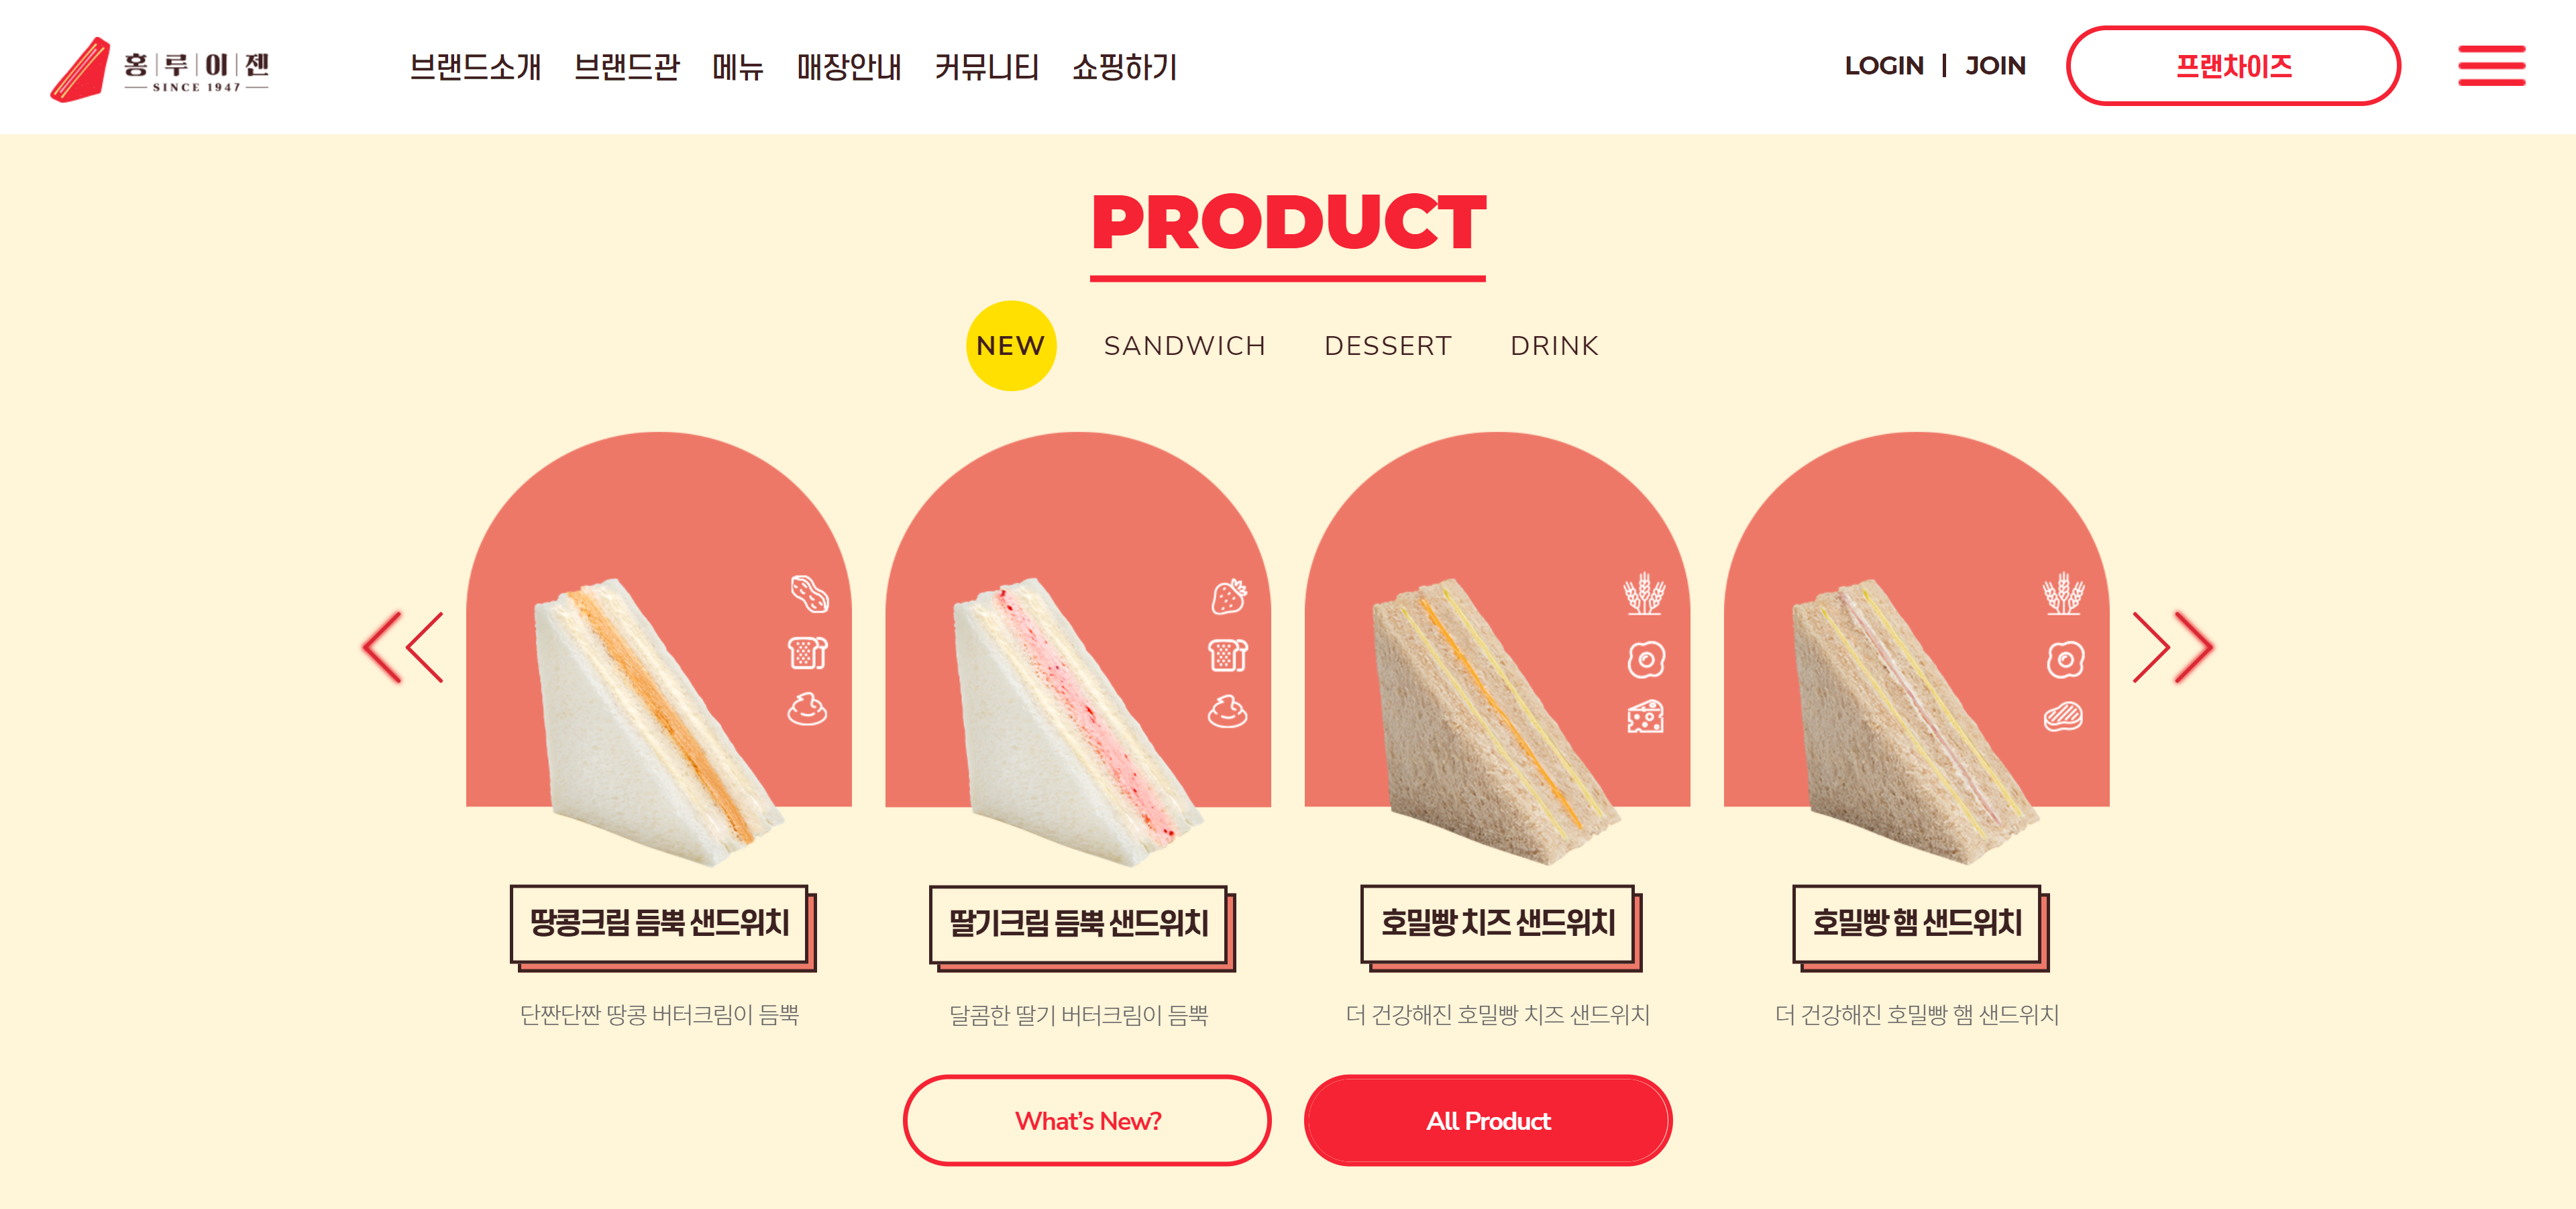 홍루이젠
SINCE 1947
브랜드소개 브랜드관 메뉴 매장안내 커뮤니티 쇼핑하기
LOGIN | JOIN
프랜차이즈
PRODUCT
NEW SANDWICH DESSERT DRINK
땅콩크림 듬뿍 샌드위치
딸기크림 듬뿍 샌드위치
호밀빵 치즈 샌드위치
호밀빵 햄 샌드위치
단짠단짠 땅콩 버터크림이 듬뿍
달콤한 딸기 버터크림이 듬뿍
더 건강해진 호밀빵 치즈 샌드위치
더 건강해진 호밀빵 햄 샌드위치
What's New?
All Product